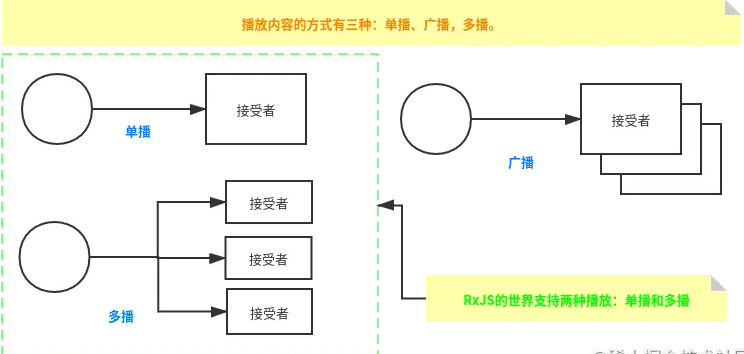 播放内容的方式有三种：单播、广播，多播。
接受者
单播
接受者
广播
接受者
接受者
接受者
多播
RxJS的世界支持两种播放：单播和多播